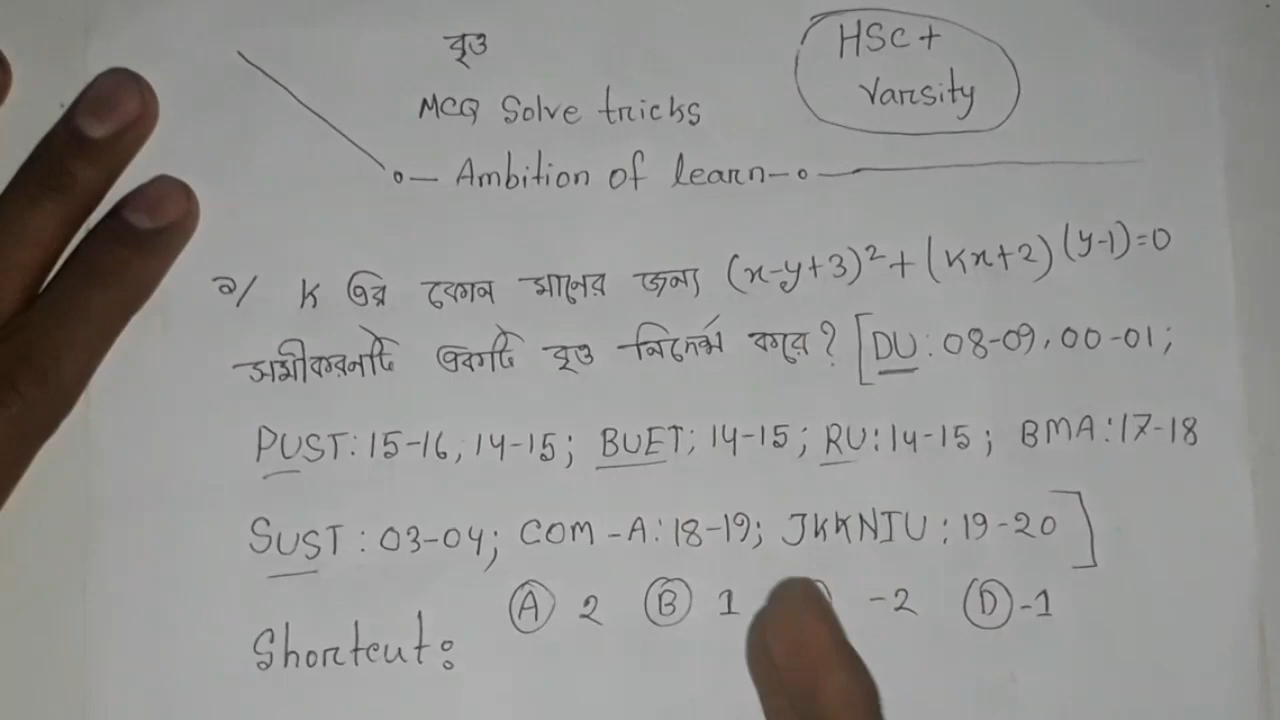 বৃত্ত
HSC +
Varsity
MCQ Solve tricks
Ambition of learn
১/ K এর কোন মানের জন্য (x-y+3)² + (Kx+2) (y-1)=0
সমীকরনটি একটি বৃত্ত নির্দেশ করে? [DU: 08-09, 00-01;
PUST: 15-16, 14-15; BUET; 14-15; RU: 14-15; BMA: 17-18
SUST: 03-04; COM-A: 18-19; JKKNIU: 19-20]
Ⓐ 2 Ⓑ 1 -2 Ⓓ -1
Shortcut: